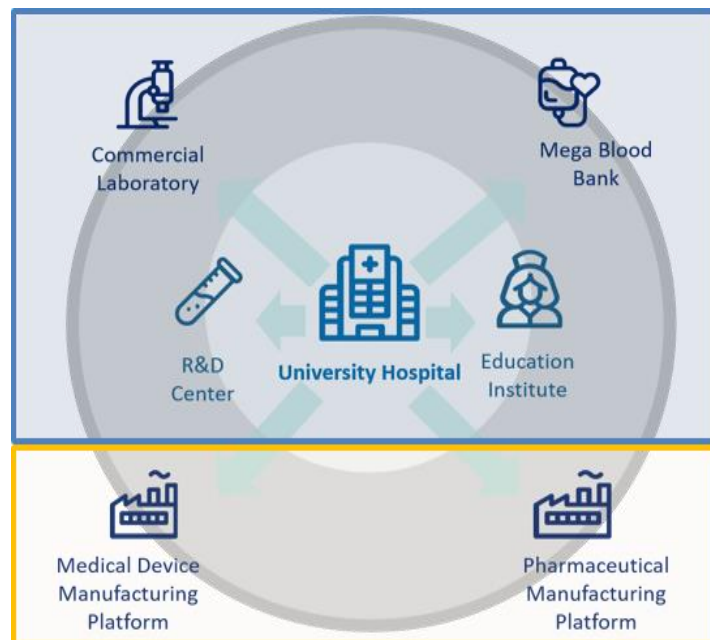 Commercial
Laboratory
Mega Blood
Bank
R&D
Center
University Hospital
Education
Institute
Medical Device
Manufacturing
Platform
Pharmaceutical
Manufacturing
Platform